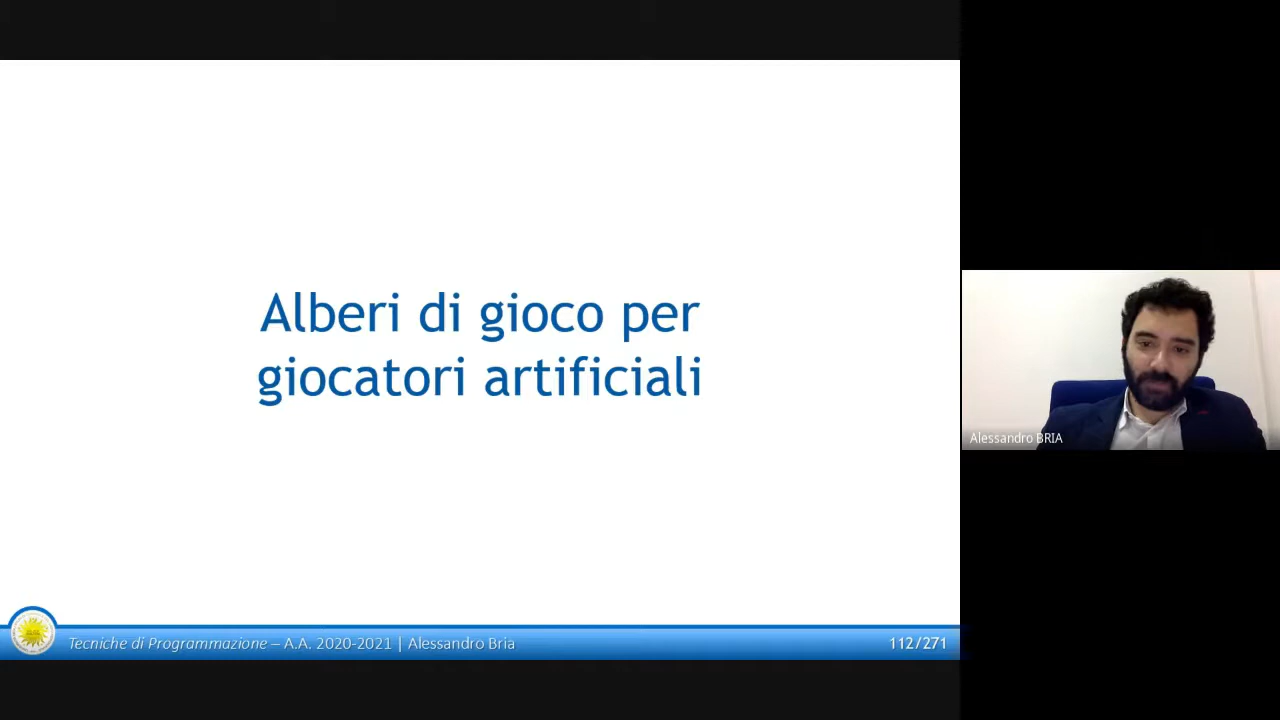 Alberi di gioco per
giocatori artificiali
Alessandro BRIA
Tecniche di Programmazione – A.A. 2020-2021 | Alessandro Bria
112/271